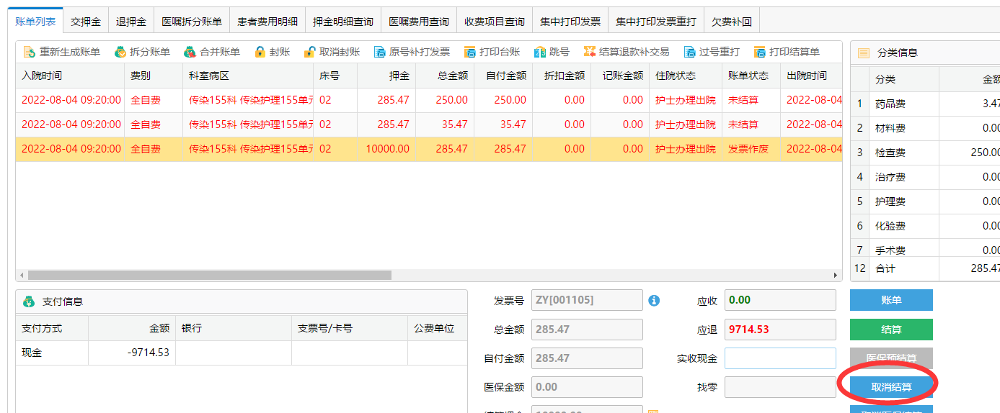 账单列表 交押金 退押金 医嘱拆分账单 患者费用明细 押金明细查询 医嘱费用查询 收费项目查询 集中打印发票 集中打印发票重打 欠费补回
重新生成账单 拆分账单 合并账单 封账 取消封账 原号补打发票 打印台账 跳号 结算退款补交易 过号重打 打印结算单
入院时间 费别 科室病区 床号 押金 总金额 自付金额 折扣金额 记账金额 住院状态 账单状态 出院时间
2022-08-04 09:20:00 全自费 传染155科 传染护理155单元 02 285.47 250.00 250.00 0.00 0.00 护士办理出院 未结算 2022-08-04
2022-08-04 09:20:00 全自费 传染155科 传染护理155单元 02 285.47 35.47 35.47 0.00 0.00 护士办理出院 未结算 2022-08-04
2022-08-04 09:20:00 全自费 传染155科 传染护理155单元 02 10000.00 285.47 285.47 0.00 0.00 护士办理出院 发票作废 2022-08-04
分类信息
分类 金额
1 药品费 3.47
2 材料费 0.00
3 检查费 250.00
4 治疗费 0.00
5 护理费 0.00
6 化验费 0.00
7 手术费 0.00
12 合计 285.47
支付信息
支付方式 金额 银行 支票号/卡号 公费单位
现金 -9714.53
发票号 ZY[001105] 应收 0.00 账单
总金额 285.47 应退 9714.53 结算
自付金额 285.47 实收现金 医保预结算
医保金额 0.00 找零 取消结算